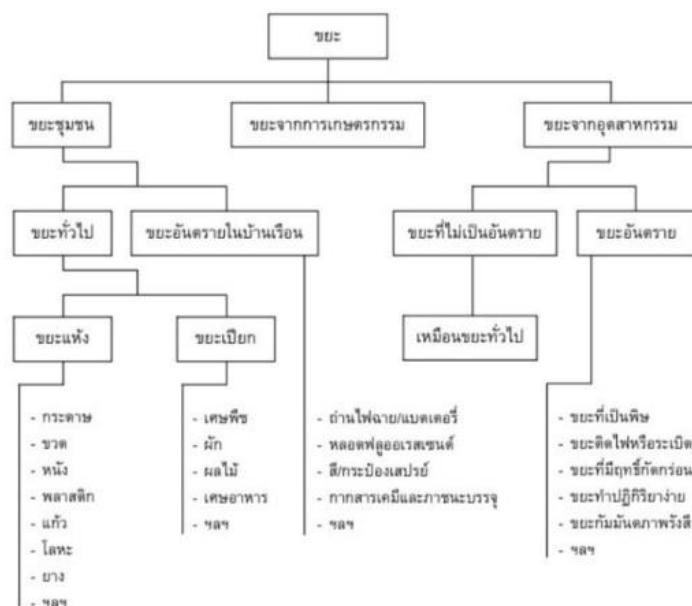 ขยะ
ขยะชุมชน
ขยะจากการเกษตรกรรม
ขยะจากอุตสาหกรรม
ขยะทั่วไป
ขยะอันตรายในบ้านเรือน
ขยะที่ไม่เป็นอันตราย
ขยะอันตราย
ขยะแห้ง
ขยะเปียก
เหมือนขยะทั่วไป
- กระดาษ
- ขวด
- หนัง
- พลาสติก
- แก้ว
- โลหะ
- ยาง
- ฯลฯ
- เศษพืช
- ผัก
- ผลไม้
- เศษอาหาร
- ฯลฯ
- ถ่านไฟฉาย/แบตเตอรี่
- หลอดฟลูออเรสเซนต์
- สี/กระป๋องสเปรย์
- กากสารเคมีและภาชนะบรรจุ
- ฯลฯ
- ขยะที่เป็นพิษ
- ขยะติดไฟหรือระเบิด
- ขยะที่มีฤทธิ์กัดกร่อน
- ขยะทำปฏิกิริยาง่าย
- ขยะกัมมันตภาพรังสี
- ฯลฯ